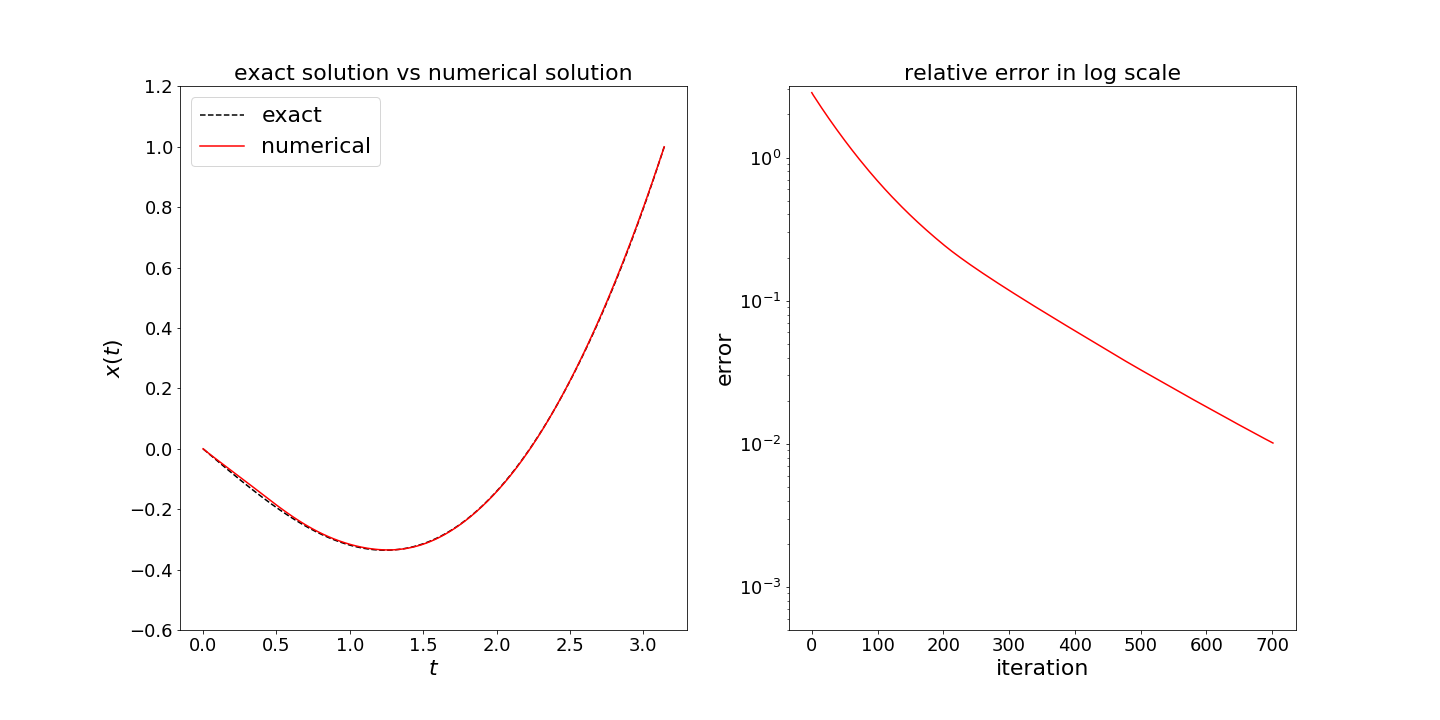 exact solution vs numerical solution
1.2
1.0
0.8
0.6
0.4
0.2
0.0
−0.2
−0.4
−0.6
x(t)
exact
numerical
0.0 0.5 1.0 1.5 2.0 2.5 3.0
t
relative error in log scale
10⁰
10⁻¹
10⁻²
10⁻³
error
0 100 200 300 400 500 600 700
iteration